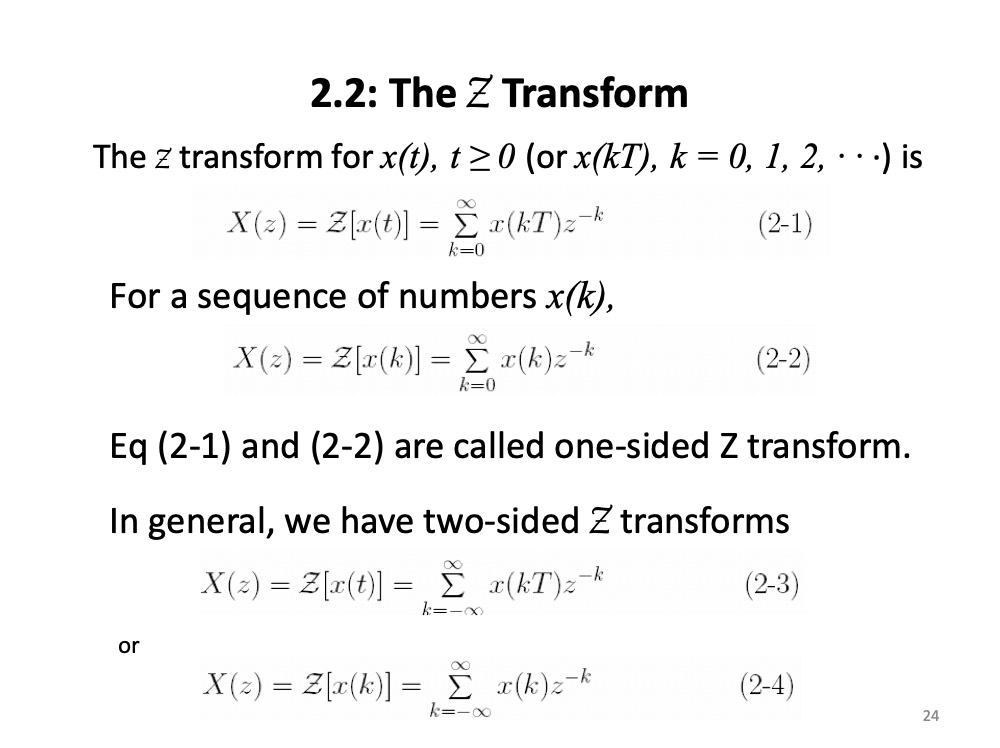 2.2: The 𝒵 Transform
The 𝓏 transform for x(t), t ≥ 0 (or x(kT), k = 0, 1, 2, · · ·) is
X(z) = 𝒵[x(t)] = ∑_{k=0}^{∞} x(kT)z^{−k} (2-1)
For a sequence of numbers x(k),
X(z) = 𝒵[x(k)] = ∑_{k=0}^{∞} x(k)z^{−k} (2-2)
Eq (2-1) and (2-2) are called one-sided Z transform.
In general, we have two-sided 𝒵 transforms
X(z) = 𝒵[x(t)] = ∑_{k=−∞}^{∞} x(kT)z^{−k} (2-3)
or
X(z) = 𝒵[x(k)] = ∑_{k=−∞}^{∞} x(k)z^{−k} (2-4)
24